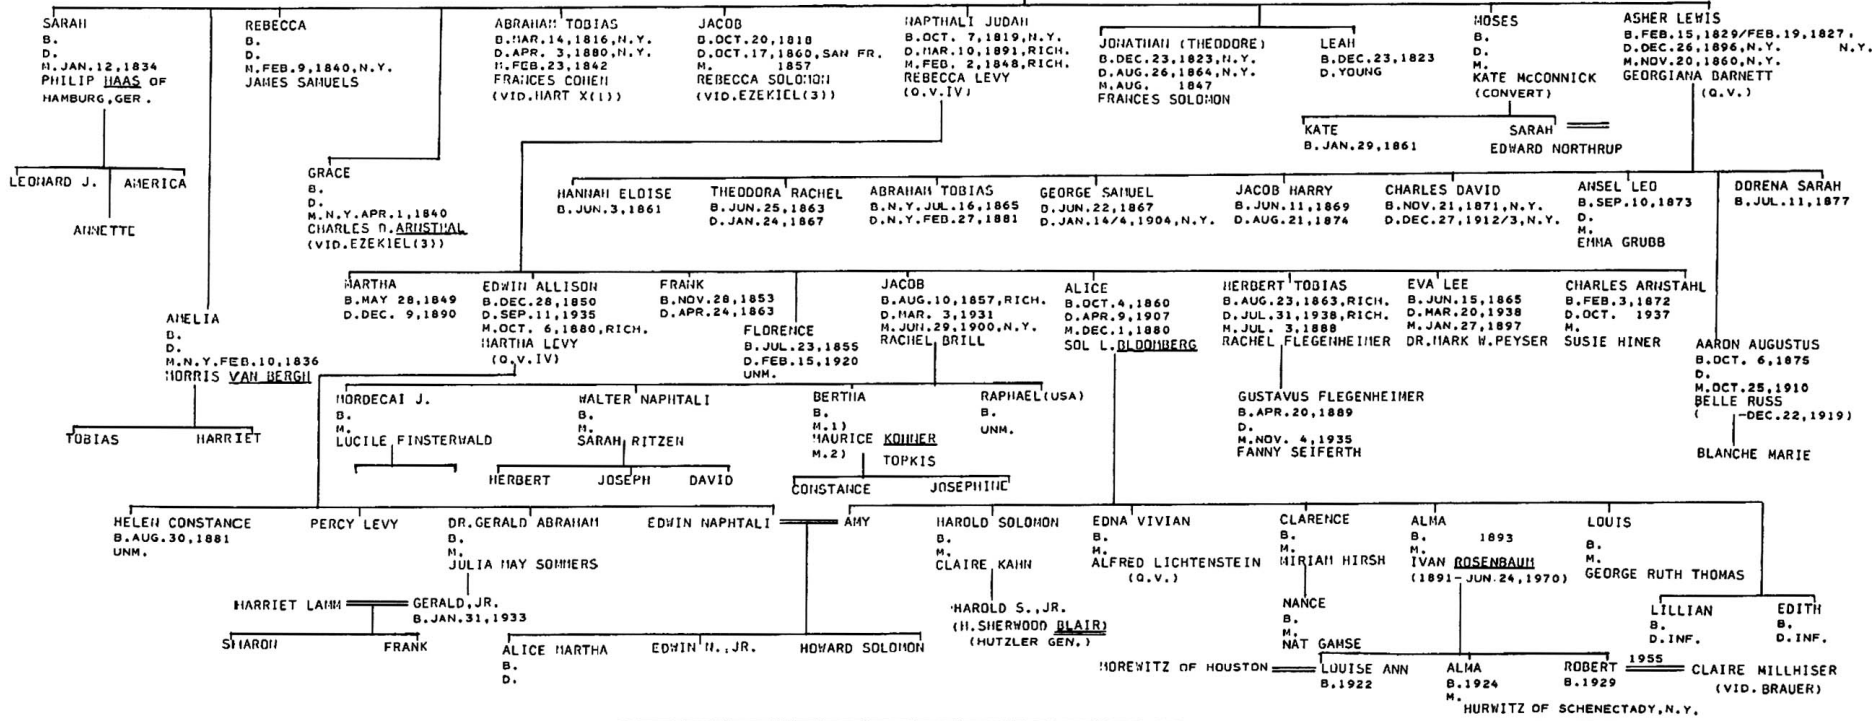 SARAH
B.
D.
M.JAN.12,1834
PHILIP HAAS OF
HAMBURG,GER.
REBECCA
B.
D.
M.FEB.9,1840,N.Y.
JAMES SAMUELS
ABRAHAM TOBIAS
B.MAR.14,1816,N.Y.
D.APR. 3,1880,N.Y.
M.FEB.23,1842
FRANCES COHEN
(VID.HART X(1))
JACOB
B.OCT.20,1818
D.OCT.17,1860,SAN FR.
M. 1857
REBECCA SOLOMON
(VID.EZEKIEL(3))
NAPTHALI JUDAH
B.OCT. 7,1819,N.Y.
D.MAR.10,1891,RICH.
M.FEB. 2,1848,RICH.
REBECCA LEVY
(Q.V.IV)
JONATHAN (THEODORE)
B.DEC.23,1823,N.Y.
D.AUG.26,1864,N.Y.
M.AUG. 1847
FRANCES SOLOMON
LEAH
B.DEC.23,1823
D.YOUNG
MOSES
B.
D.
M.
KATE McCONNICK
(CONVERT)
ASHER LEWIS
B.FEB.15,1829/FEB.19,1827,
D.DEC.26,1896,N.Y. N.Y.
M.NOV.20,1860,N.Y.
GEORGIANA BARNETT
(Q.V.)
KATE
B.JAN.29,1861
SARAH
EDWARD NORTHRUP
LEONARD J. AMERICA
ANNETTE
GRACE
B.
D.
M.N.Y.APR.1,1840
CHARLES D.ARNSTHAL
(VID.EZEKIEL(3))
HANNAH ELOISE
B.JUN.3,1861
THEODORA RACHEL
B.JUN.25,1863
D.JAN.24,1867
ABRAHAM TOBIAS
B.N.Y.JUL.16,1865
D.N.Y.FEB.27,1881
GEORGE SAMUEL
D.JUN.22,1867
D.JAN.14/4,1904,N.Y.
JACOB HARRY
B.JUN.11,1869
D.AUG.21,1874
CHARLES DAVID
B.NOV.21,1871,N.Y.
D.DEC.27,1912/3,N.Y.
ANSEL LEO
B.SEP.10,1873
D.
M.
EMMA GRUBB
DORENA SARAH
B.JUL.11,1877
MARTHA
B.MAY 28,1849
D.DEC. 9,1890
EDWIN ALLISON
B.DEC.28,1850
D.SEP.11,1935
M.OCT. 6,1880,RICH.
MARTHA LEVY
(Q.V.IV)
FRANK
B.NOV.28,1853
D.APR.24,1863
FLORENCE
B.JUL.23,1855
D.FEB.15,1920
UNM.
JACOB
B.AUG.10,1857,RICH.
D.MAR. 3,1931
M.JUN.29,1900,N.Y.
RACHEL BRILL
ALICE
B.OCT.4,1860
D.APR.9,1907
M.DEC.1,1880
SOL L.BLOOMBERG
HERBERT TOBIAS
B.AUG.23,1863,RICH.
D.JUL.31,1938,RICH.
M.JUL. 3,1888
RACHEL FLEGENHEIMER
EVA LEE
B.JUN.15,1865
D.MAR.20,1938
M.JAN.27,1897
DR.MARK W.PEYSER
CHARLES ARNSTAHL
B.FEB.3,1872
D.OCT. 1937
M.
SUSIE HINER
AMELIA
B.
D.
M.N.Y.FEB.10,1836
MORRIS VAN BERGH
TOBIAS HARRIET
AARON AUGUSTUS
B.OCT. 6,1875
D.
M.OCT.25,1910
BELLE RUSS
( -DEC.22,1919)
BLANCHE MARIE
MORDECAI J.
B.
M.
LUCILE FINSTERWALD
WALTER NAPHTALI
B.
M.
SARAH RITZEN
BERTHA
B.
M.1)
MAURICE KOHNER
M.2) TOPKIS
RAPHAEL(USA)
B.
UNM.
GUSTAVUS FLEGENHEIMER
B.APR.20,1889
D.
M.NOV. 4,1935
FANNY SEIFERTH
HERBERT JOSEPH DAVID
CONSTANCE JOSEPHINE
HELEN CONSTANCE
B.AUG.30,1881
UNM.
PERCY LEVY
DR.GERALD ABRAHAM
B.
M.
JULIA MAY SOMMERS
EDWIN NAPHTALI AMY
HAROLD SOLOMON
B.
M.
CLAIRE KAHN
EDNA VIVIAN
B.
M.
ALFRED LICHTENSTEIN
(Q.V.)
CLARENCE
B.
M.
MIRIAM HIRSH
ALMA
B. 1893
M.
IVAN ROSENBAUM
(1891-JUN.24,1970)
LOUIS
B.
M.
GEORGE RUTH THOMAS
HARRIET LAMM GERALD,JR.
B.JAN.31,1933
SHARON FRANK
HAROLD S.,JR.
(H.SHERWOOD BLAIR)
(HUTZLER GEN.)
NANCE
B.
M.
NAT GAMSE
LILLIAN
B.
D.INF.
EDITH
B.
D.INF.
ALICE MARTHA
B.
D.
EDWIN N.,JR.
HOWARD SOLOMON
MOREWITZ OF HOUSTON LOUISE ANN
B.1922
ALMA
B.1924
M.
HURWITZ OF SCHENECTADY,N.Y.
ROBERT 1955 CLAIRE MILLHISER
B.1929 (VID.BRAUER)